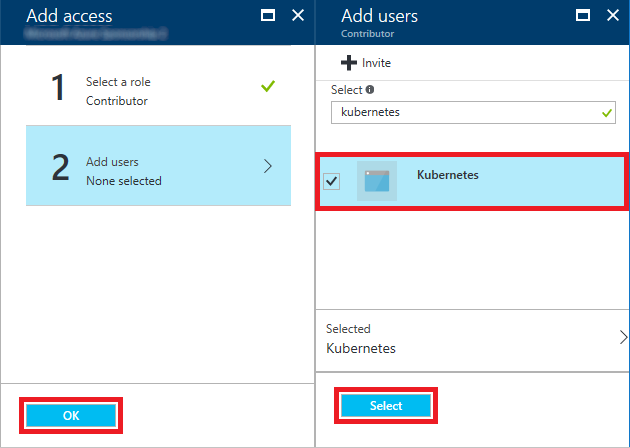 Add access
1
Select a role
Contributor
2
Add users
None selected
OK
Add users
Contributor
Invite
Select
kubernetes
Kubernetes
Selected
Kubernetes
Select